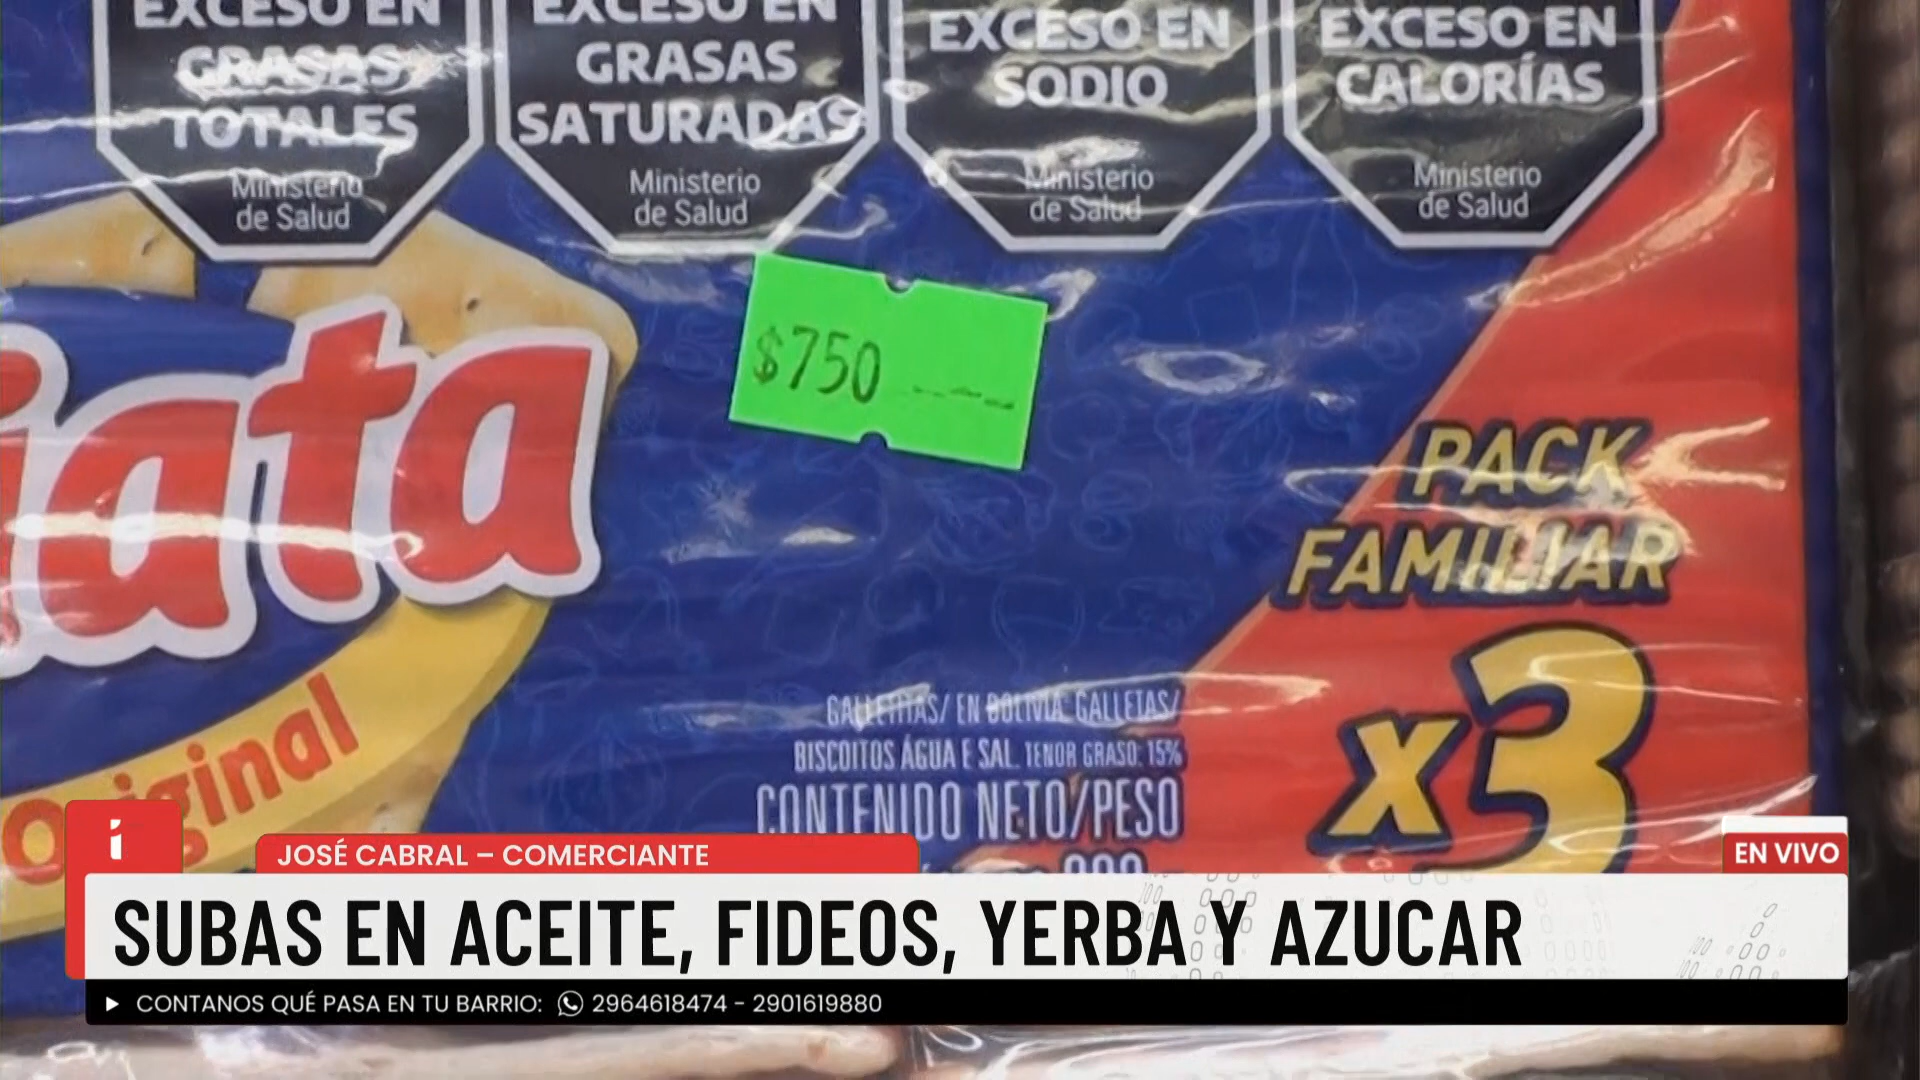 EXCESO EN
GRASAS
TOTALES
Ministerio
de Salud
EXCESO EN
GRASAS
SATURADAS
Ministerio
de Salud
EXCESO EN
SODIO
Ministerio
de Salud
EXCESO EN
CALORÍAS
Ministerio
de Salud
$750
iata
Original
PACK
FAMILIAR
x3
GALLETITAS/ EN BOLIVIA: GALLETAS/
BISCOITOS ÁGUA E SAL. TENOR GRASO: 15%
CONTENIDO NETO/PESO
i
JOSÉ CABRAL – COMERCIANTE
EN VIVO
SUBAS EN ACEITE, FIDEOS, YERBA Y AZUCAR
CONTANOS QUÉ PASA EN TU BARRIO: 2964618474 - 2901619880